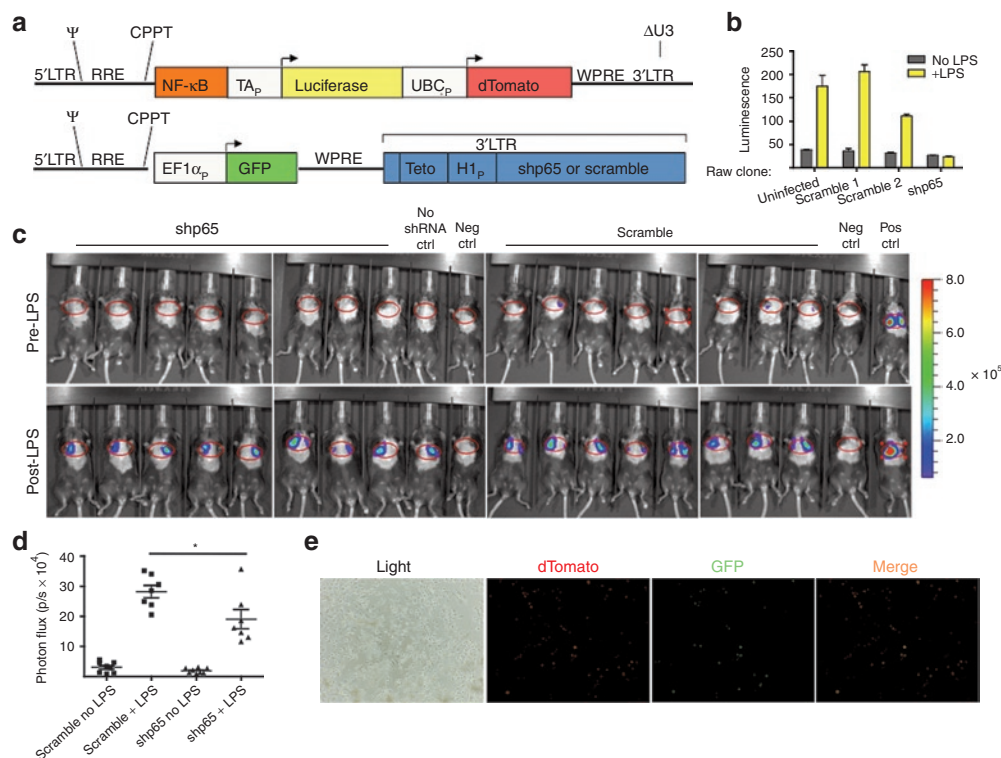 a
Ψ CPPT ΔU3
5′LTR RRE WPRE 3′LTR
NF-κB TAP Luciferase UBC-P dTomato
Ψ CPPT
5′LTR RRE WPRE 3′LTR
EF1αP GFP Teto H1P shp65 or scramble
b
No LPS
+LPS
Luminescence
250
200
150
100
50
0
Raw clone:
Uninfected
Scramble 1
Scramble 2
shp65
c
shp65
No
shRNA
ctrl
Neg
ctrl
Scramble
Neg
ctrl
Pos
ctrl
Pre-LPS
Post-LPS
8.0
6.0
4.0
2.0
× 10⁵
d
*
Photon flux (p/s × 10⁴)
40
30
20
10
Scramble no LPS
Scramble + LPS
shp65 no LPS
shp65 + LPS
e
Light dTomato GFP Merge